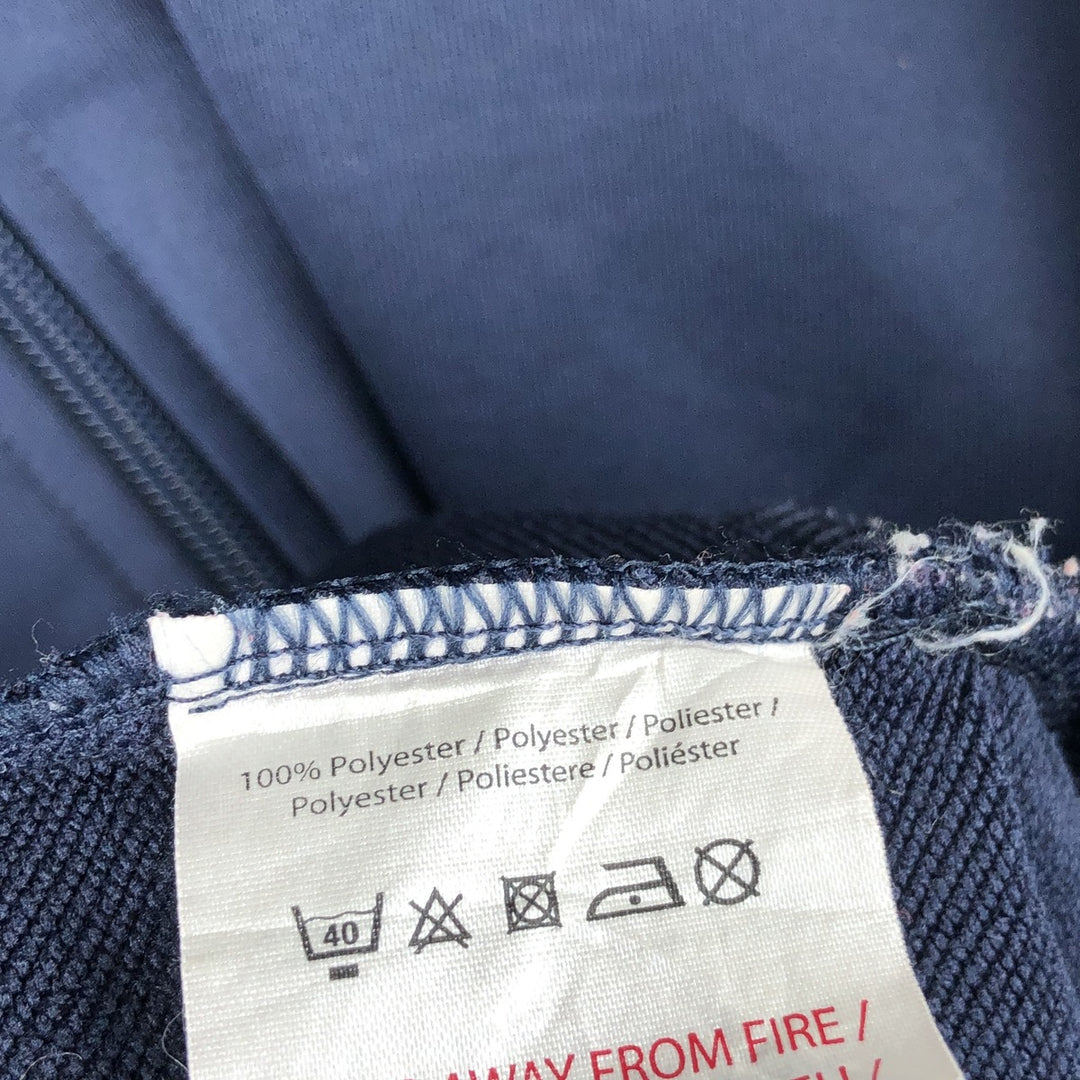 100% Polyester / Polyester / Poliester /
Polyester / Poliestere / Poliéster
40
AWAY FROM FIRE /